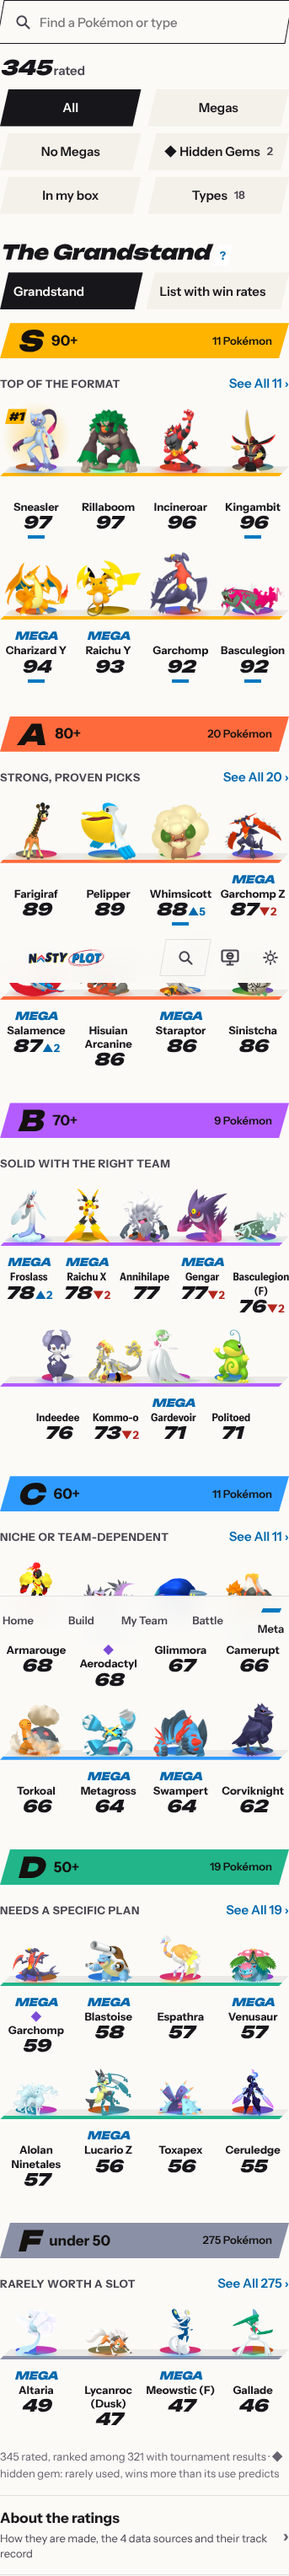 Find a Pokémon or type
345 rated
All
Megas
No Megas
Hidden Gems 2
In my box
Types 18
The Grandstand ?
Grandstand
List with win rates
S 90+ 11 Pokémon
TOP OF THE FORMAT See All 11 ›
#1
Sneasler Rillaboom Incineroar Kingambit
97 97 96 96
MEGA MEGA
Charizard Y Raichu Y Garchomp Basculegion
94 93 92 92
A 80+ 20 Pokémon
STRONG, PROVEN PICKS See All 20 ›
MEGA
Farigiraf Pelipper Whimsicott Garchomp Z
89 89 88▲5 87▼2
NASTY PLOT
MEGA MEGA
Salamence Hisuian Arcanine Staraptor Sinistcha
87▲2 86 86 86
B 70+ 9 Pokémon
SOLID WITH THE RIGHT TEAM
MEGA MEGA MEGA
Froslass Raichu X Annihilape Gengar Basculegion (F)
78▲2 78▼2 77 77▼2 76▼2
MEGA
Indeedee Kommo-o Gardevoir Politoed
76 73▼2 71 71
C 60+ 11 Pokémon
NICHE OR TEAM-DEPENDENT See All 11 ›
Home Build My Team Battle Meta
Armarouge Aerodactyl Glimmora Camerupt
68 68 67 66
MEGA MEGA
Torkoal Metagross Swampert Corviknight
66 64 64 62
D 50+ 19 Pokémon
NEEDS A SPECIFIC PLAN See All 19 ›
MEGA MEGA MEGA
Garchomp Blastoise Espathra Venusaur
59 58 57 57
MEGA
Alolan Ninetales Lucario Z Toxapex Ceruledge
57 56 56 55
F under 50 275 Pokémon
RARELY WORTH A SLOT See All 275 ›
MEGA MEGA
Altaria Lycanroc (Dusk) Meowstic (F) Gallade
49 47 47 46
345 rated, ranked among 321 with tournament results · ◆
hidden gem: rarely used, wins more than its use predicts
About the ratings
How they are made, the 4 data sources and their track
record ›